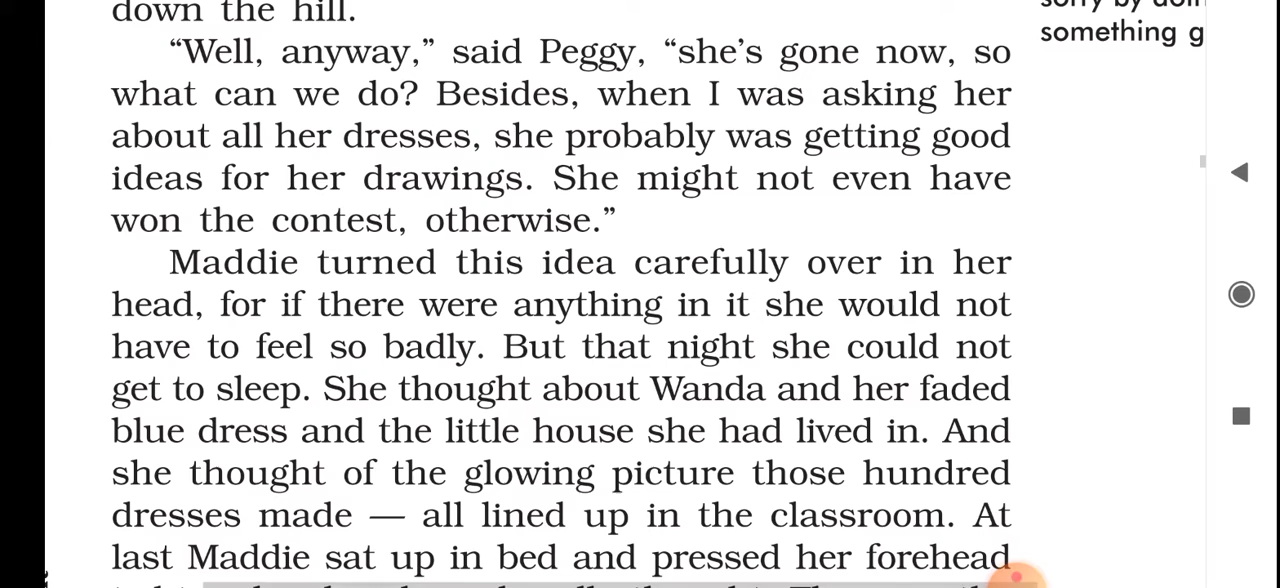 down the hill.
something g
“Well, anyway,” said Peggy, “she’s gone now, so
what can we do? Besides, when I was asking her
about all her dresses, she probably was getting good
ideas for her drawings. She might not even have
won the contest, otherwise.”
Maddie turned this idea carefully over in her
head, for if there were anything in it she would not
have to feel so badly. But that night she could not
get to sleep. She thought about Wanda and her faded
blue dress and the little house she had lived in. And
she thought of the glowing picture those hundred
dresses made — all lined up in the classroom. At
last Maddie sat up in bed and pressed her forehead